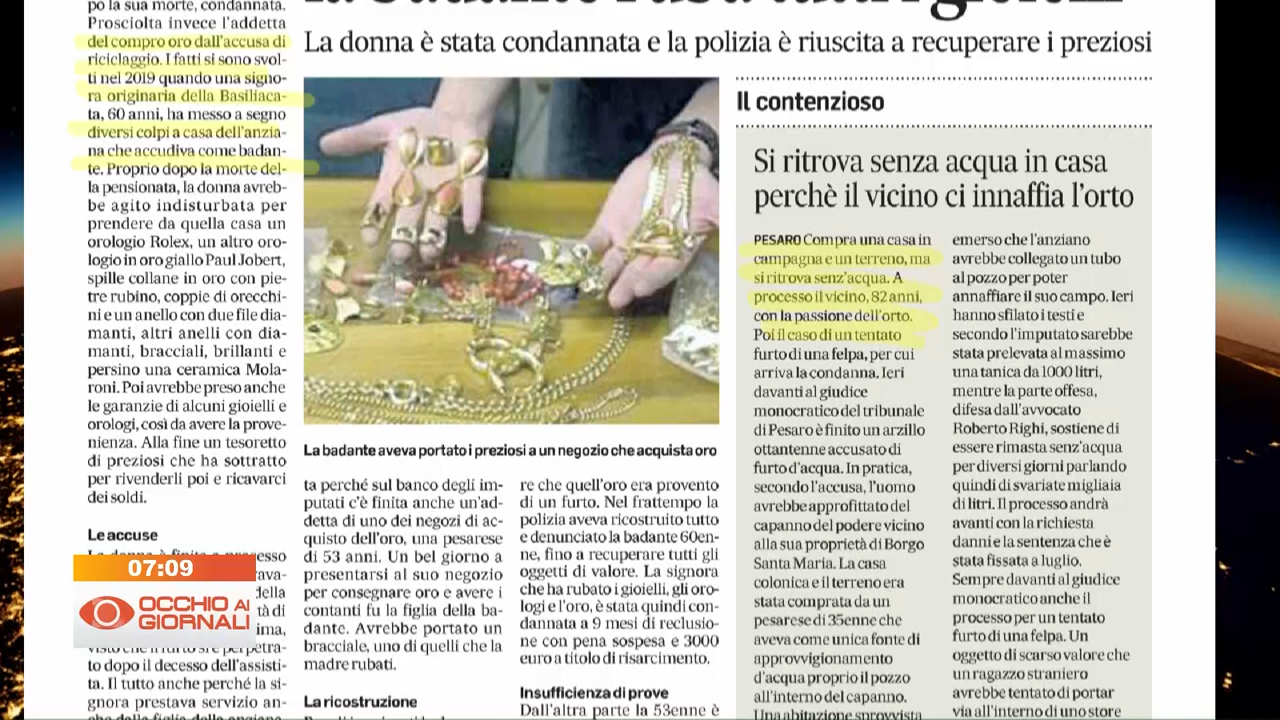 La donna è stata condannata e la polizia è riuscita a recuperare i preziosi
po la sua morte, condannata.
Prosciolta invece l'addetta
del compro oro dall'accusa di
riciclaggio. I fatti si sono svol-
ti nel 2019 quando una signo-
ra originaria della Basilica-
ta, 60 anni, ha messo a segno
diversi colpi a casa dell'anzia-
na che accudiva come badan-
te. Proprio dopo la morte del-
la pensionata, la donna avreb-
be agito indisturbata per
prendere da quella casa un
orologio Rolex, un altro oro-
logio in oro giallo Paul Jobert,
spille collane in oro con pie-
tre rubino, coppie di orecchi-
ni e un anello con due file dia-
manti, altri anelli con dia-
manti, bracciali, brillanti e
persino una ceramica Mola-
roni. Poi avrebbe preso anche
le garanzie di alcuni gioielli e
orologi, così da avere la prove-
nienza. Alla fine un tesoretto
di preziosi che ha sottratto
per rivenderli poi e ricavarci
dei soldi.
Le accuse
to dopo il decesso dell'assisti-
ta. Il tutto anche perché la si-
gnora prestava servizio an-
La badante aveva portato i preziosi a un negozio che acquista oro
ta perché sul banco degli im-
putati c'è finita anche un'ad-
detta di uno dei negozi di ac-
quisto dell'oro, una pesarese
di 53 anni. Un bel giorno a
presentarsi al suo negozio
per consegnare oro e avere i
contanti fu la figlia della ba-
dante. Avrebbe portato un
bracciale, uno di quelli che la
madre rubati.
La ricostruzione
re che quell'oro era provento
di un furto. Nel frattempo la
polizia aveva ricostruito tutto
e denunciato la badante 60en-
ne, fino a recuperare tutti gli
oggetti di valore. La signora
che ha rubato i gioielli, gli oro-
logi e l'oro, è stata quindi con-
dannata a 9 mesi di reclusio-
ne con pena sospesa e 3000
euro a titolo di risarcimento.
Insufficienza di prove
Dall'altra parte la 53enne è
Il contenzioso
Si ritrova senza acqua in casa
perchè il vicino ci innaffia l'orto
PESARO Compra una casa in
campagna e un terreno, ma
si ritrova senz'acqua. A
processo il vicino, 82 anni,
con la passione dell'orto.
Poi il caso di un tentato
furto di una felpa, per cui
arriva la condanna. Ieri
davanti al giudice
monocratico del tribunale
di Pesaro è finito un arzillo
ottantenne accusato di
furto d'acqua. In pratica,
secondo l'accusa, l'uomo
avrebbe approfittato del
capanno del podere vicino
alla sua proprietà di Borgo
Santa Maria. La casa
colonica e il terreno era
stata comprata da un
pesarese di 35enne che
aveva come unica fonte di
approvvigionamento
d'acqua proprio il pozzo
all'interno del capanno.
Una abitazione sprovvista
emerso che l'anziano
avrebbe collegato un tubo
al pozzo per poter
annaffiare il suo campo. Ieri
hanno sfilato i testi e
secondo l'imputato sarebbe
stata prelevata al massimo
una tanica da 1000 litri,
mentre la parte offesa,
difesa dall'avvocato
Roberto Righi, sostiene di
essere rimasta senz'acqua
per diversi giorni parlando
quindi di svariate migliaia
di litri. Il processo andrà
avanti con la richiesta
danni e la sentenza che è
stata fissata a luglio.
Sempre davanti al giudice
monocratico anche il
processo per un tentato
furto di una felpa. Un
oggetto di scarso valore che
un ragazzo straniero
avrebbe tentato di portar
via all'interno di uno store
07:09
OCCHIO AI
GIORNALI